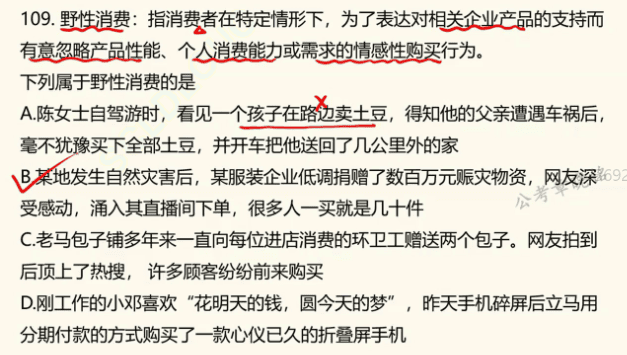 109. 野性消费：指消费者在特定情形下，为了表达对相关企业产品的支持而
有意忽略产品性能、个人消费能力或需求的情感性购买行为。
下列属于野性消费的是
A.陈女士自驾游时，看见一个孩子在路边卖土豆，得知他的父亲遭遇车祸后，
毫不犹豫买下全部土豆，并开车把他送回了几公里外的家
B.某地发生自然灾害后，某服装企业低调捐赠了数百万元赈灾物资，网友深
受感动，涌入其直播间下单，很多人一买就是几十件
C.老马包子铺多年来一直向每位进店消费的环卫工赠送两个包子。网友拍到
后顶上了热搜， 许多顾客纷纷前来购买
D.刚工作的小邓喜欢“花明天的钱，圆今天的梦”，昨天手机碎屏后立马用
分期付款的方式购买了一款心仪已久的折叠屏手机
公考